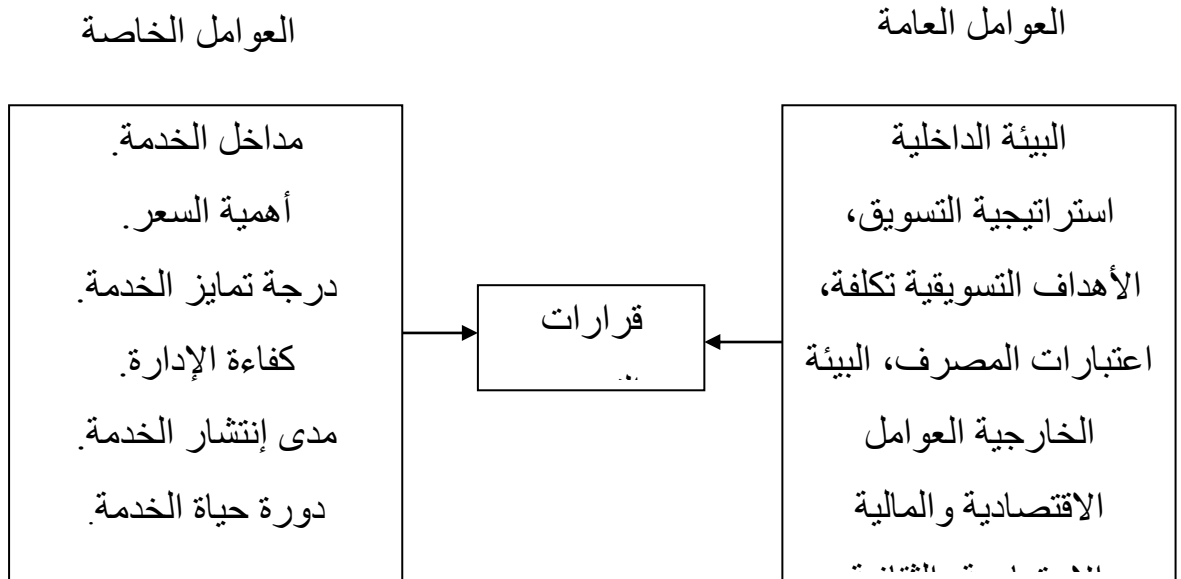 العوامل العامة
العوامل الخاصة
البيئة الداخلية
استراتيجية التسويق،
الأهداف التسويقية تكلفة،
اعتبارات المصرف، البيئة
الخارجية العوامل
الاقتصادية والمالية
قرارات
مداخل الخدمة.
أهمية السعر.
درجة تمايز الخدمة.
كفاءة الإدارة.
مدى إنتشار الخدمة.
دورة حياة الخدمة.